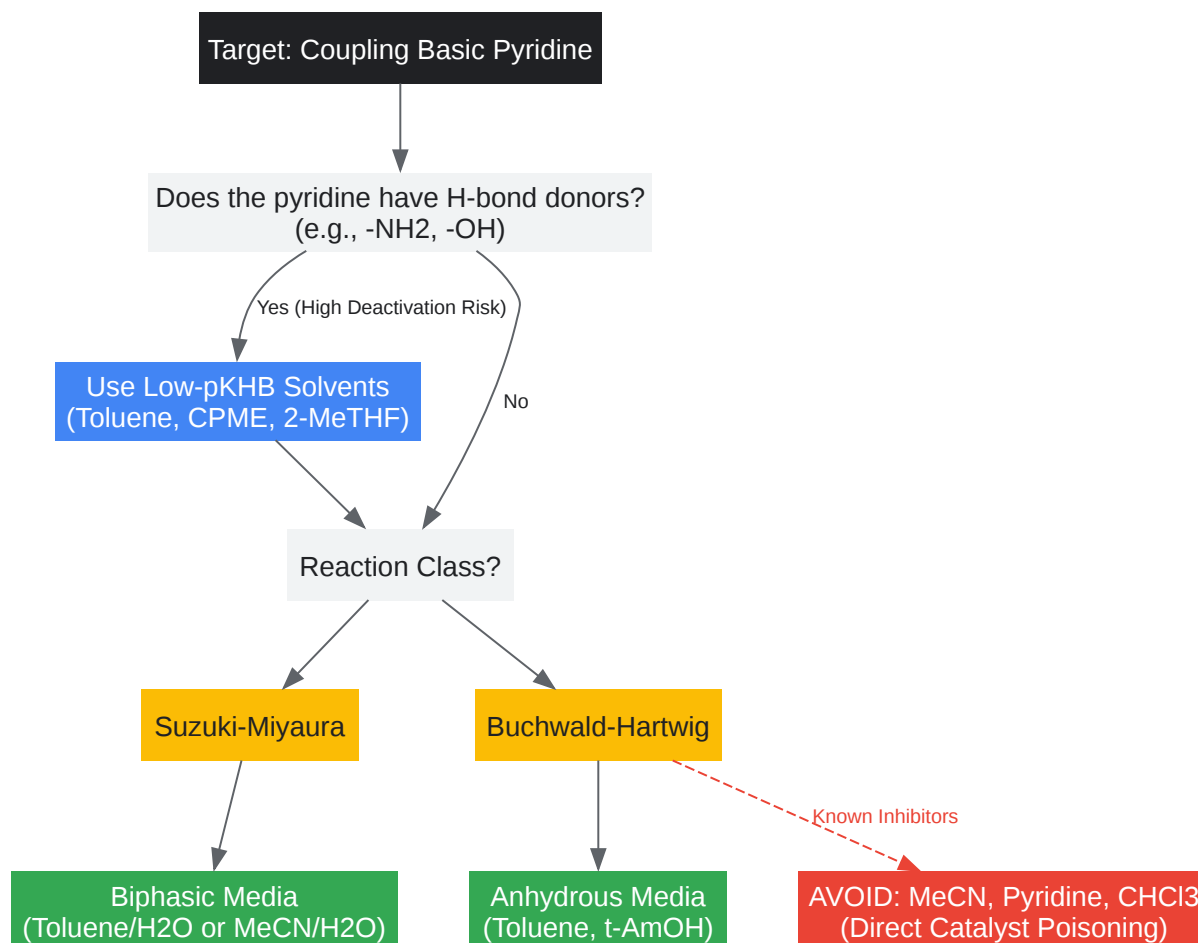 Target: Coupling Basic Pyridine
Does the pyridine have H-bond donors?
(e.g., -NH2, -OH)
Yes (High Deactivation Risk)
Use Low-pKHB Solvents
(Toluene, CPME, 2-MeTHF)
No
Reaction Class?
Suzuki-Miyaura
Buchwald-Hartwig
Known Inhibitors
Biphasic Media
(Toluene/H2O or MeCN/H2O)
Anhydrous Media
(Toluene, t-AmOH)
AVOID: MeCN, Pyridine, CHCl3
(Direct Catalyst Poisoning)